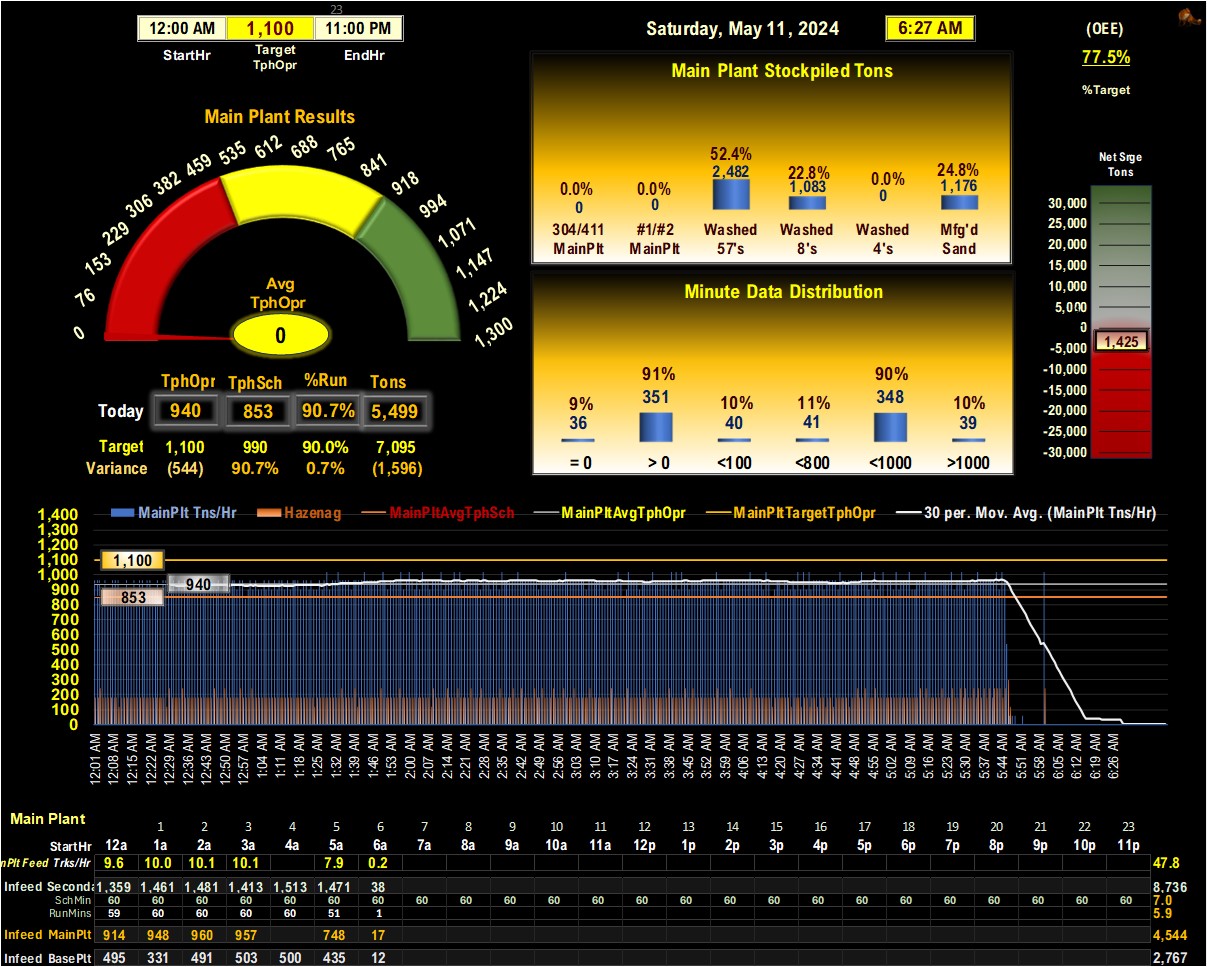 23
12:00 AM 1,100 11:00 PM
StartHr Target TphOpr EndHr
Saturday, May 11, 2024 6:27 AM
(OEE)
77.5%
%Target
Main Plant Results
0 76 153 229 306 382 459 535 612 688 765 841 918 994 1,071 1,147 1,224 1,300
Avg
TphOpr
0
TphOpr TphSch %Run Tons
Today 940 853 90.7% 5,499
Target 1,100 990 90.0% 7,095
Variance (544) 90.7% 0.7% (1,596)
Main Plant Stockpiled Tons
0.0% 0.0% 52.4% 22.8% 0.0% 24.8%
0 0 2,482 1,083 0 1,176
304/411 #1/#2 Washed Washed Washed Mfg'd
MainPlt MainPlt 57's 8's 4's Sand
Minute Data Distribution
9% 91% 10% 11% 90% 10%
36 351 40 41 348 39
= 0 > 0 <100 <800 <1000 >1000
Net Srge
Tons
30,000
25,000
20,000
15,000
10,000
5,000
0
1,425
-5,000
-10,000
-15,000
-20,000
-25,000
-30,000
MainPlt Tns/Hr Hazenag MainPltAvgTphSch MainPltAvgTphOpr MainPltTargetTphOpr 30 per. Mov. Avg. (MainPlt Tns/Hr)
1,400
1,300
1,200
1,100
1,000
900
800
700
600
500
400
300
200
100
0
1,100
940
853
12:01 AM 12:08 AM 12:15 AM 12:22 AM 12:29 AM 12:36 AM 12:43 AM 12:50 AM 12:57 AM 1:04 AM 1:11 AM 1:18 AM 1:25 AM 1:32 AM 1:39 AM 1:46 AM 1:53 AM 2:00 AM 2:07 AM 2:14 AM 2:21 AM 2:28 AM 2:35 AM 2:42 AM 2:49 AM 2:56 AM 3:03 AM 3:10 AM 3:17 AM 3:24 AM 3:31 AM 3:38 AM 3:45 AM 3:52 AM 3:59 AM 4:06 AM 4:13 AM 4:20 AM 4:27 AM 4:34 AM 4:41 AM 4:48 AM 4:55 AM 5:02 AM 5:09 AM 5:16 AM 5:23 AM 5:30 AM 5:37 AM 5:44 AM 5:51 AM 5:58 AM 6:05 AM 6:12 AM 6:19 AM 6:26 AM
Main Plant
1 2 3 4 5 6 7 8 9 10 11 12 13 14 15 16 17 18 19 20 21 22 23
StartHr 12a 1a 2a 3a 4a 5a 6a 7a 8a 9a 10a 11a 12p 1p 2p 3p 4p 5p 6p 7p 8p 9p 10p 11p
nPlt Feed Trks/Hr 9.6 10.0 10.1 10.1 7.9 0.2 47.8
Infeed Seconda 1,359 1,461 1,481 1,413 1,513 1,471 38 8,736
SchMin 60 60 60 60 60 60 60 60 60 60 60 60 60 60 60 60 60 60 60 60 60 60 60 60 7.0
RunMins 59 60 60 60 60 51 1 5.9
Infeed MainPlt 914 948 960 957 748 17 4,544
Infeed BasePlt 495 331 491 503 500 435 12 2,767